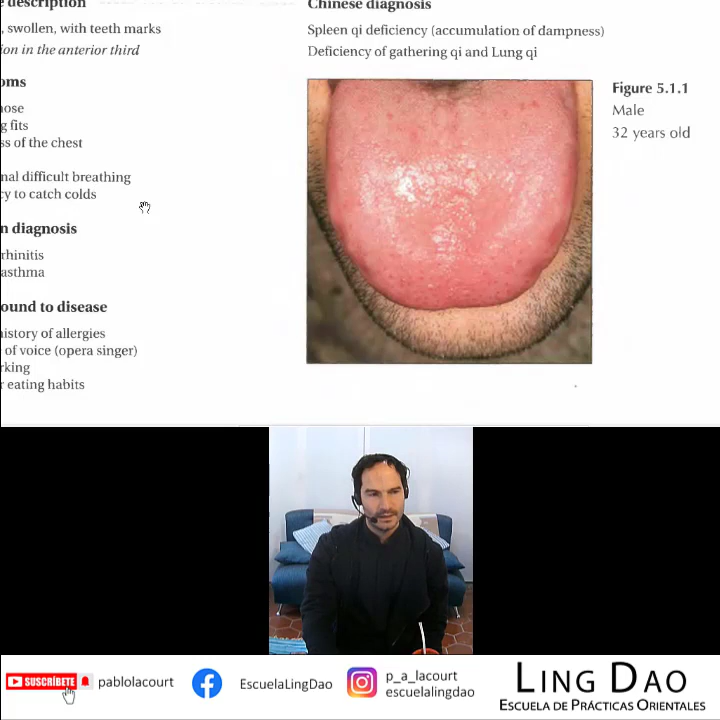 description
Chinese diagnosis
, swollen, with teeth marks
ion in the anterior third
Spleen qi deficiency (accumulation of dampness)
Deficiency of gathering qi and Lung qi
oms
nose
g fits
ss of the chest
nal difficult breathing
cy to catch colds
n diagnosis
rhinitis
asthma
ound to disease
history of allergies
of voice (opera singer)
rking
r eating habits
Figure 5.1.1
Male
32 years old
SUSCRÍBETE
pablolacourt
EscuelaLingDao
p_a_lacourt
escuelalingdao
LING DAO
ESCUELA DE PRÁCTICAS ORIENTALES